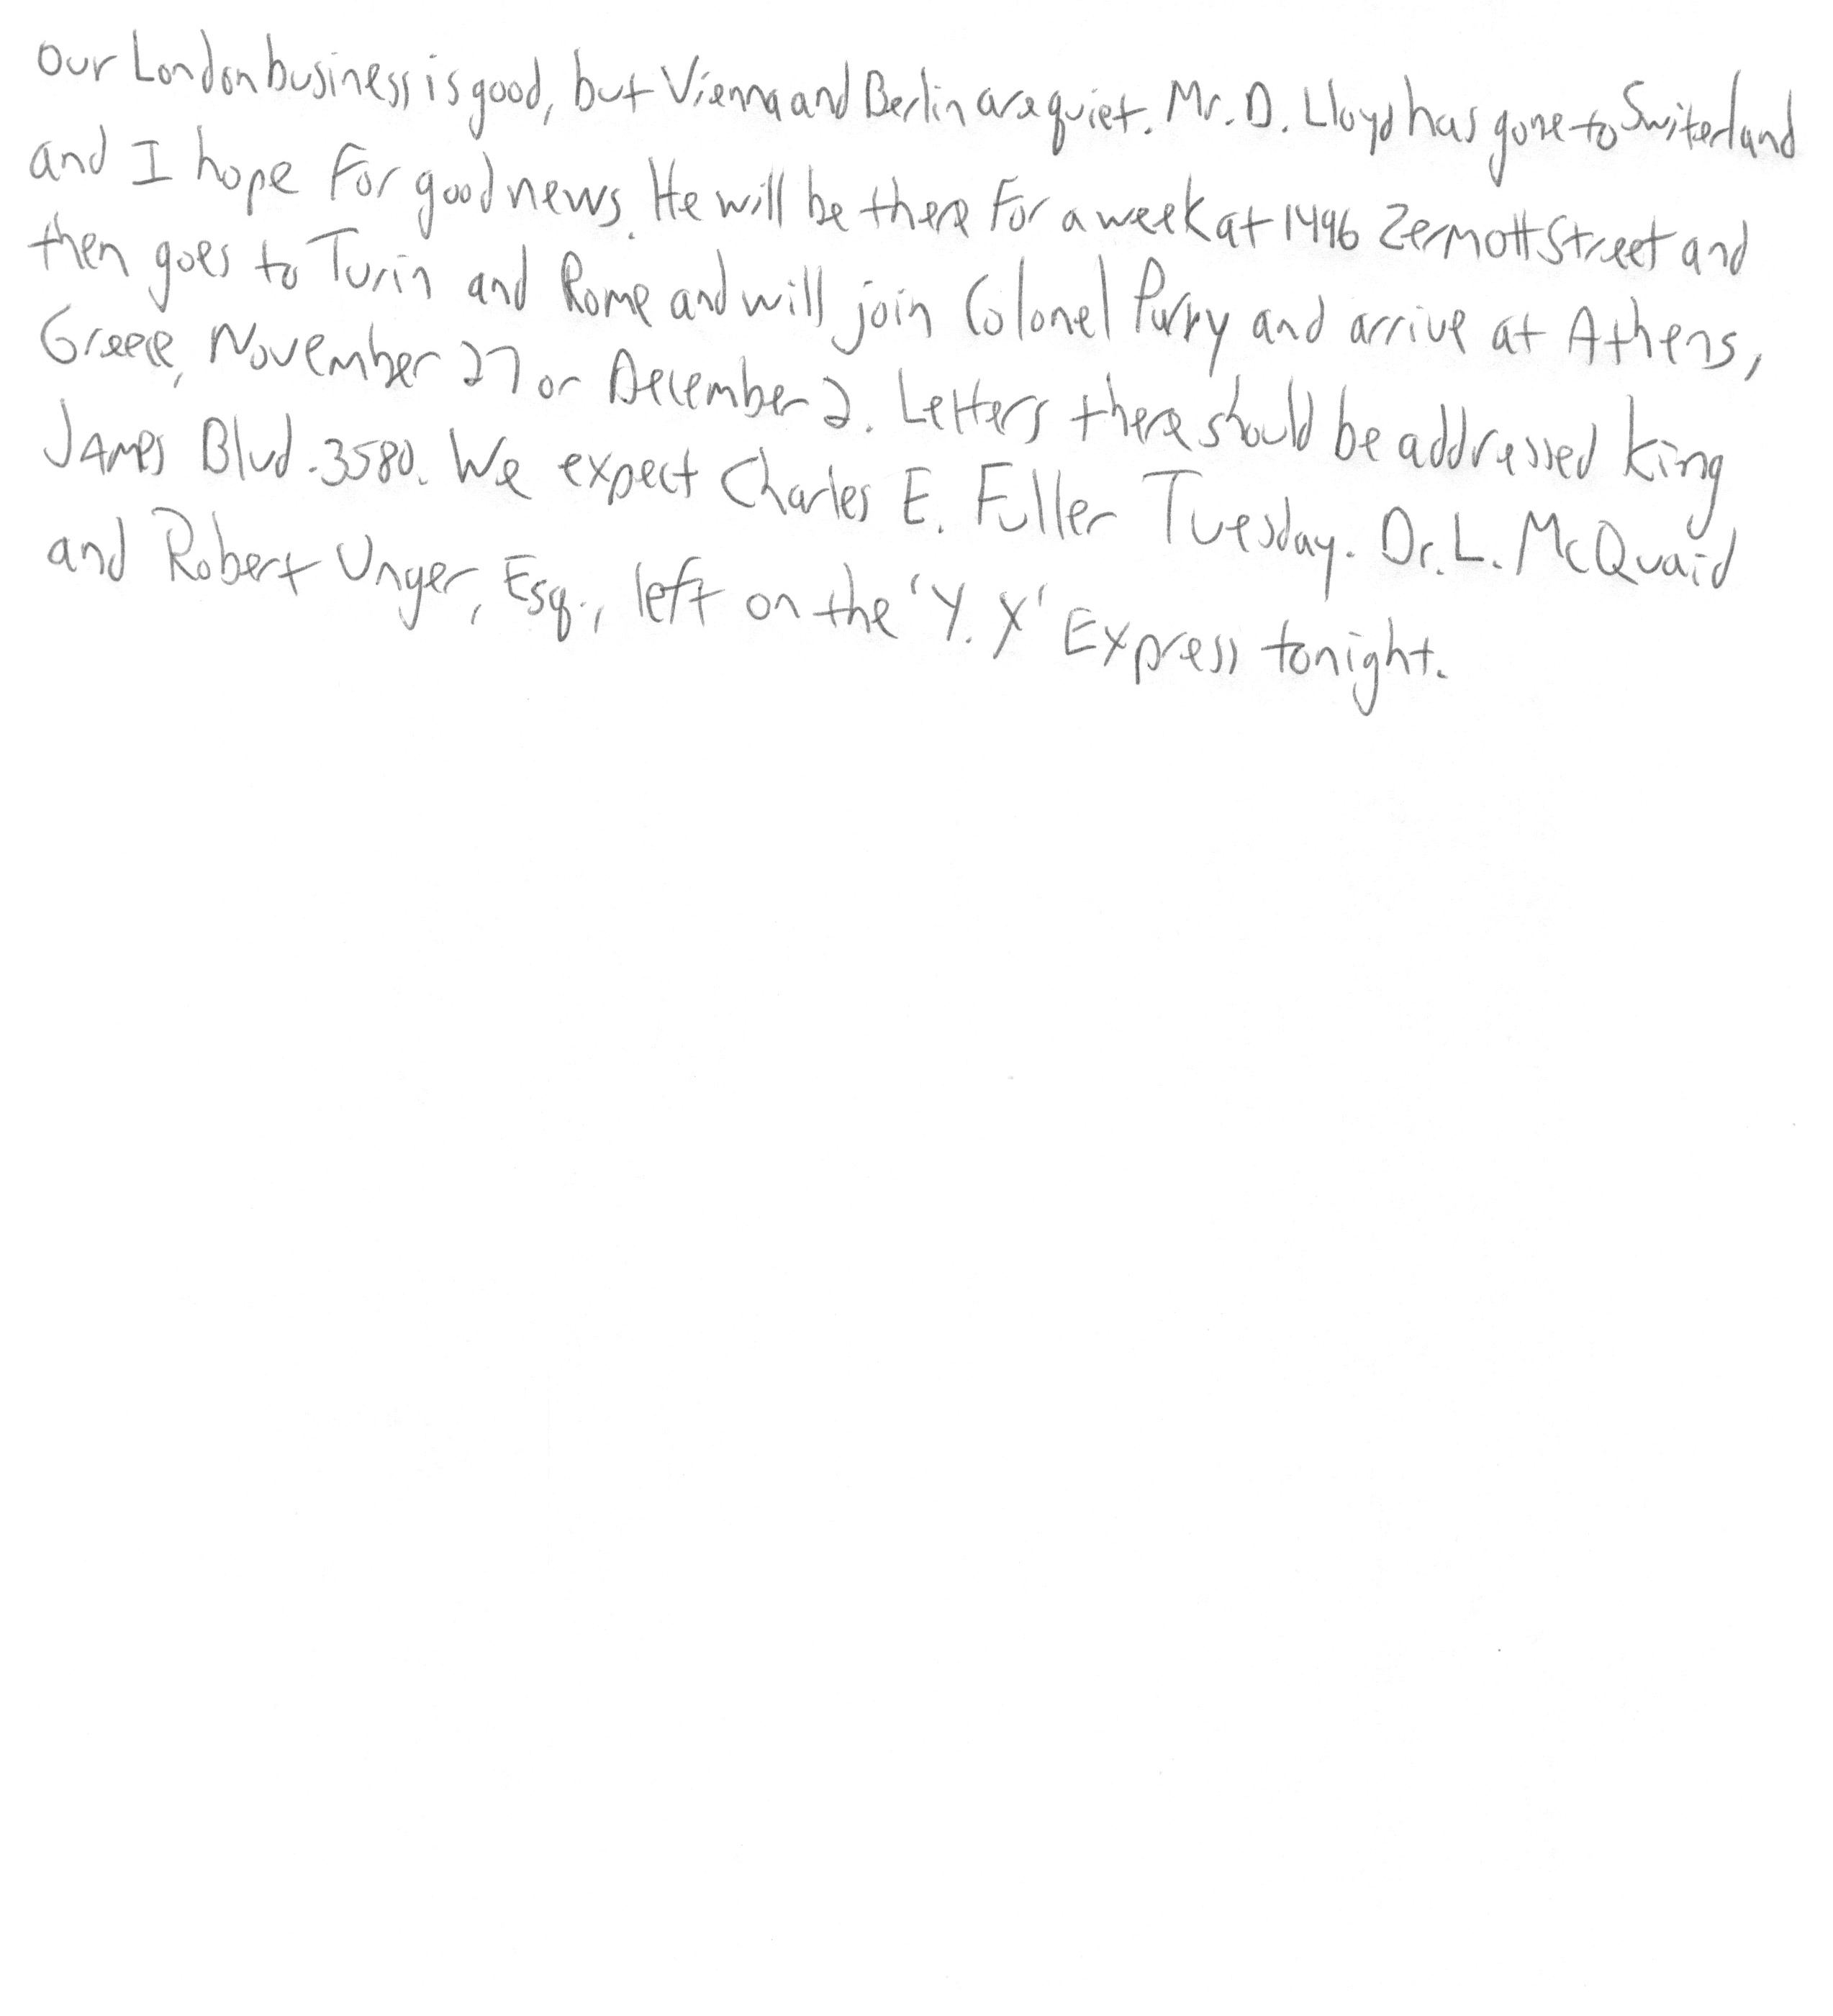 Our London business is good, but Vienna and Berlin are quiet. Mr. D. Lloyd has gone to Switerland
and I hope for good news. He will be there for a week at 1496 Zermott Street and
then goes to Turin and Rome and will join Colonel Parry and arrive at Athens,
Greece, November 27 or December 2. Letters there should be addressed King
James Blvd. 3580. We expect Charles E. Fuller Tuesday. Dr. L. McQuaid
and Robert Unger, Esq., left on the 'Y. X' Express tonight.